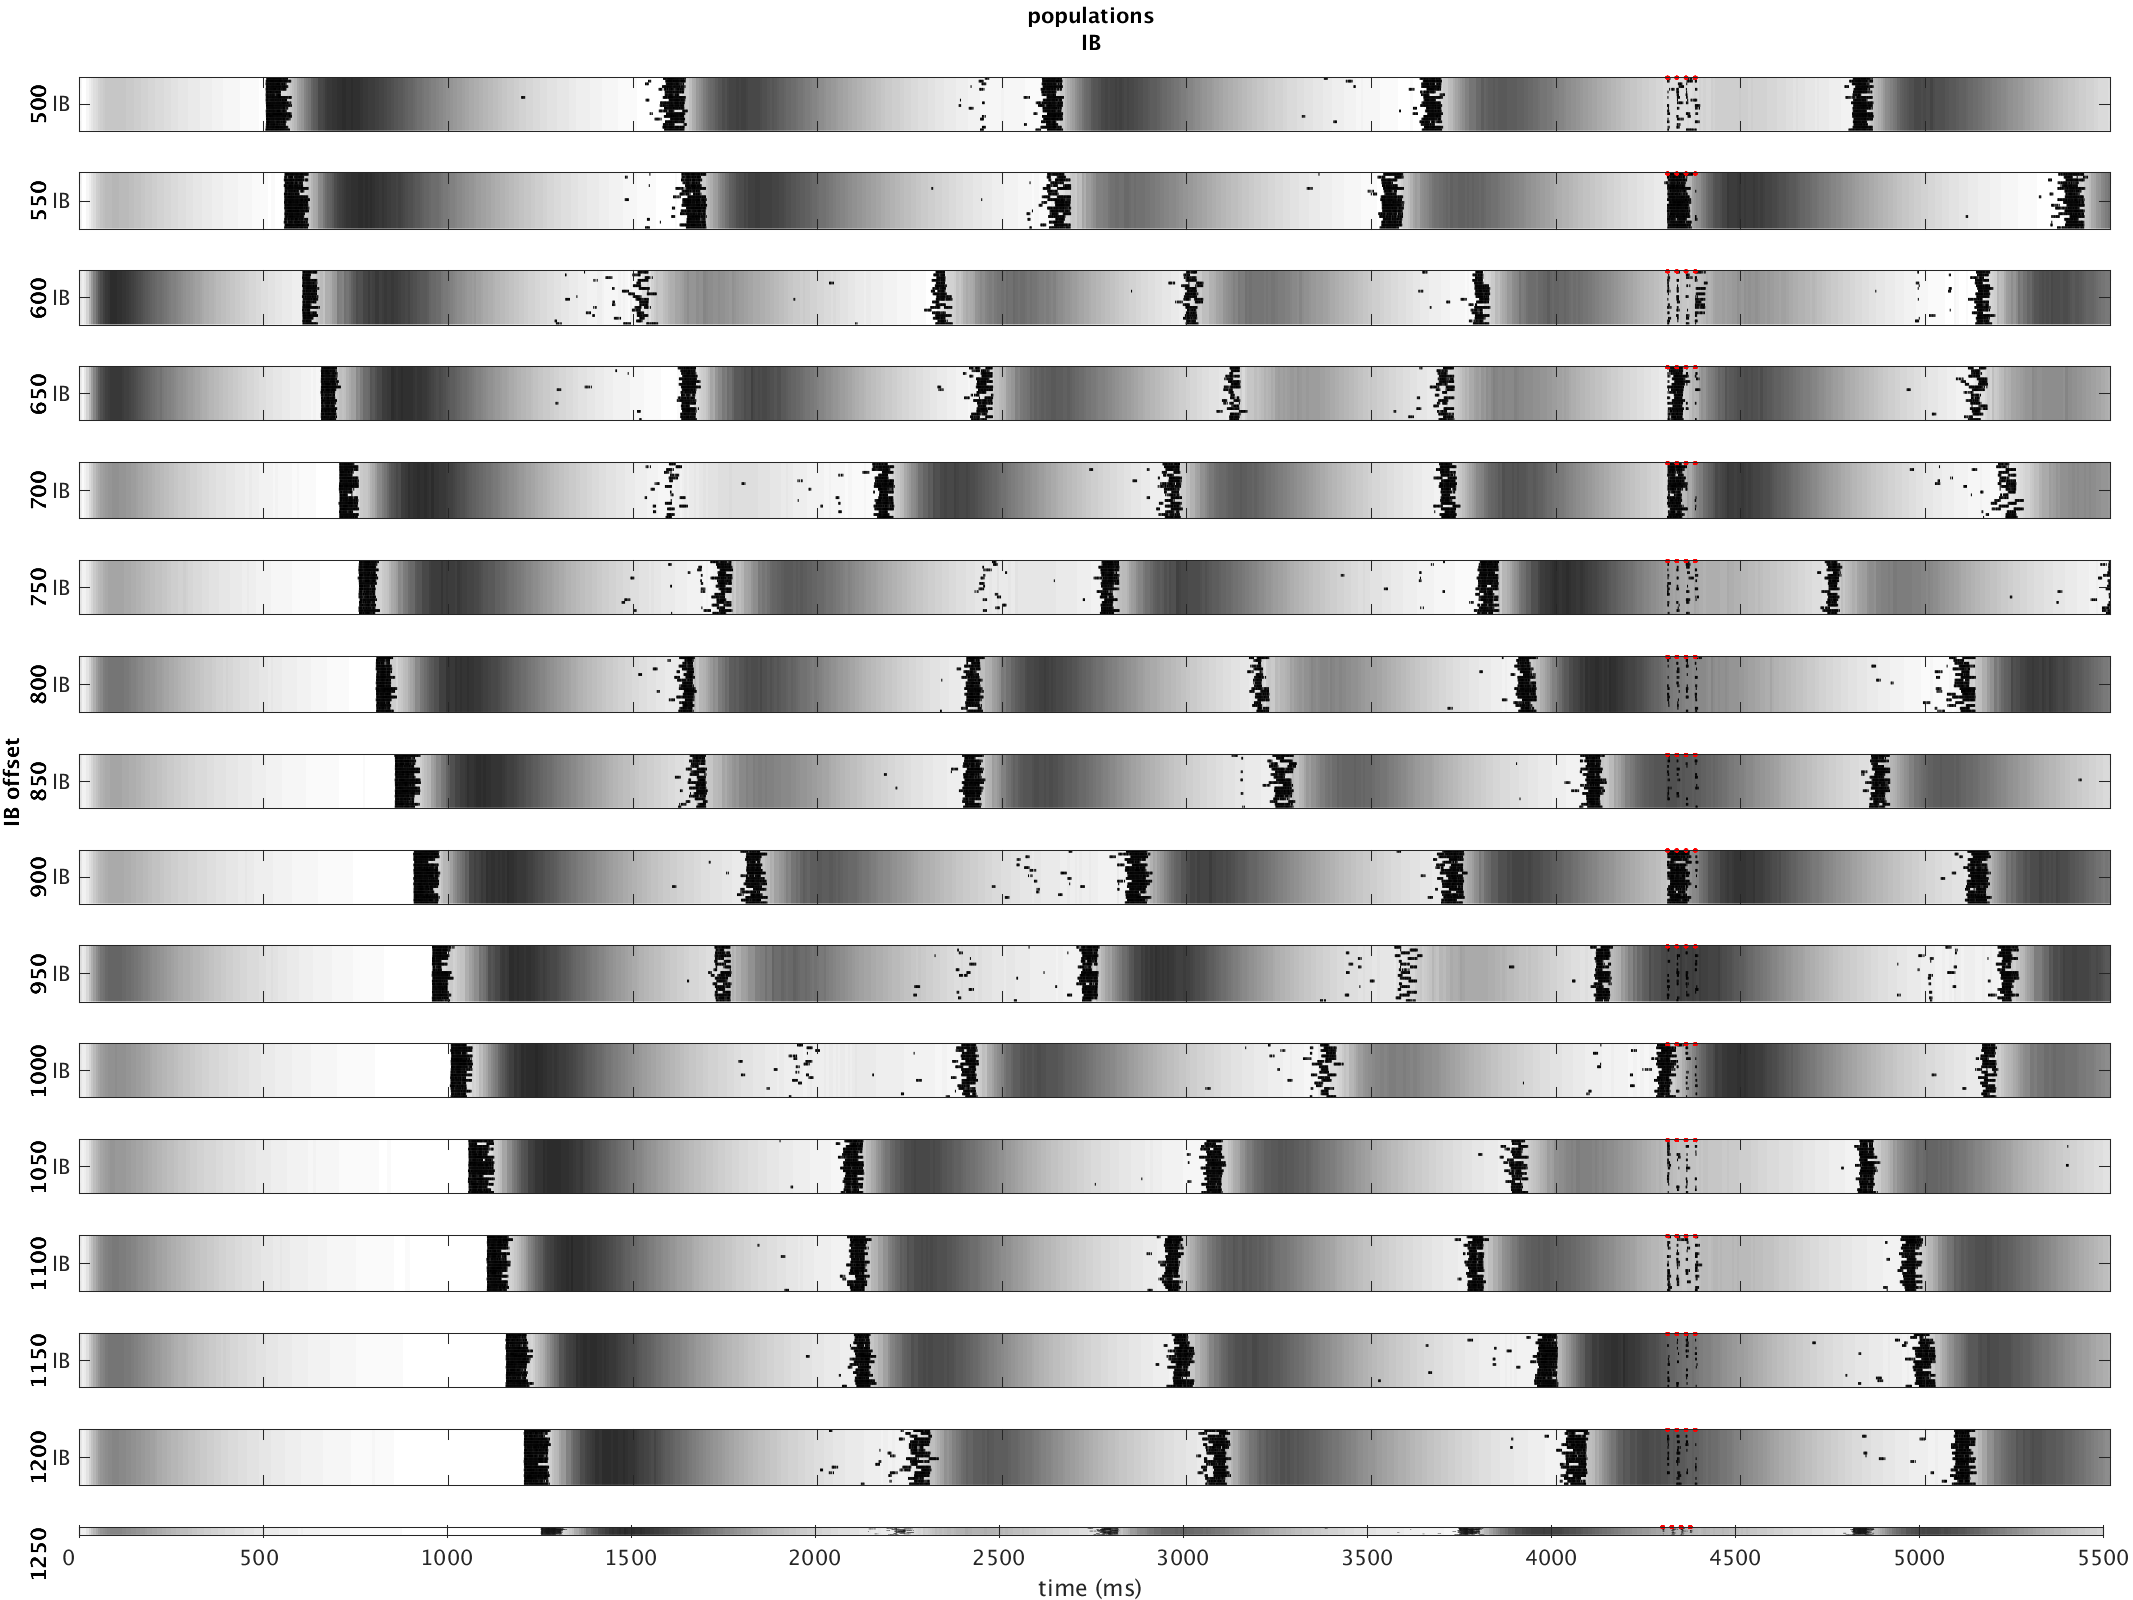 populations
IB
500 IB
550 IB
600 IB
650 IB
700 IB
750 IB
800 IB
850 IB
900 IB
950 IB
1000 IB
1050 IB
1100 IB
1150 IB
1200 IB
1250
IB offset
0 500 1000 1500 2000 2500 3000 3500 4000 4500 5000 5500
time (ms)